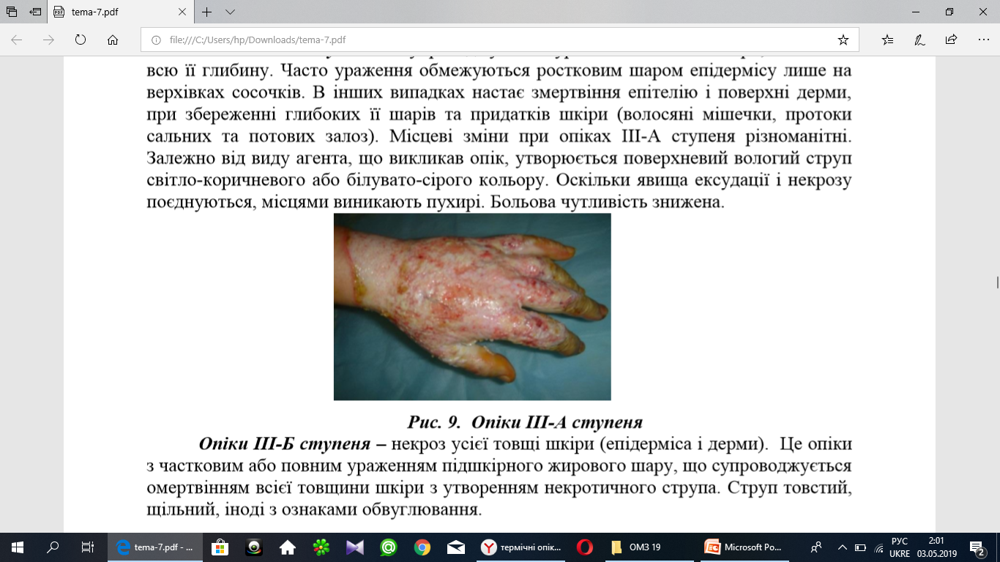 tema-7.pdf
file:///C:/Users/hp/Downloads/tema-7.pdf
всю її глибину. Часто ураження обмежуються ростковим шаром епідермісу лише на
верхівках сосочків. В інших випадках настає змертвіння епітелію і поверхні дерми,
при збереженні глибоких її шарів та придатків шкіри (волосяні мішечки, протоки
сальних та потових залоз). Місцеві зміни при опіках ІІІ-А ступеня різноманітні.
Залежно від виду агента, що викликав опік, утворюється поверхневий вологий струп
світло-коричневого або білувато-сірого кольору. Оскільки явища ексудації і некрозу
поєднуються, місцями виникають пухирі. Больова чутливість знижена.
Рис. 9. Опіки ІІІ-А ступеня
Опіки ІІІ-Б ступеня – некроз усієї товщі шкіри (епідерміса і дерми). Це опіки
з частковим або повним ураженням підшкірного жирового шару, що супроводжується
омертвінням всієї товщини шкіри з утворенням некротичного струпа. Струп товстий,
щільний, іноді з ознаками обвуглювання.
tema-7.pdf - ...
термічні опік...
ОМЗ 19
Microsoft Po...
РУС
UKRE
2:01
03.05.2019
2